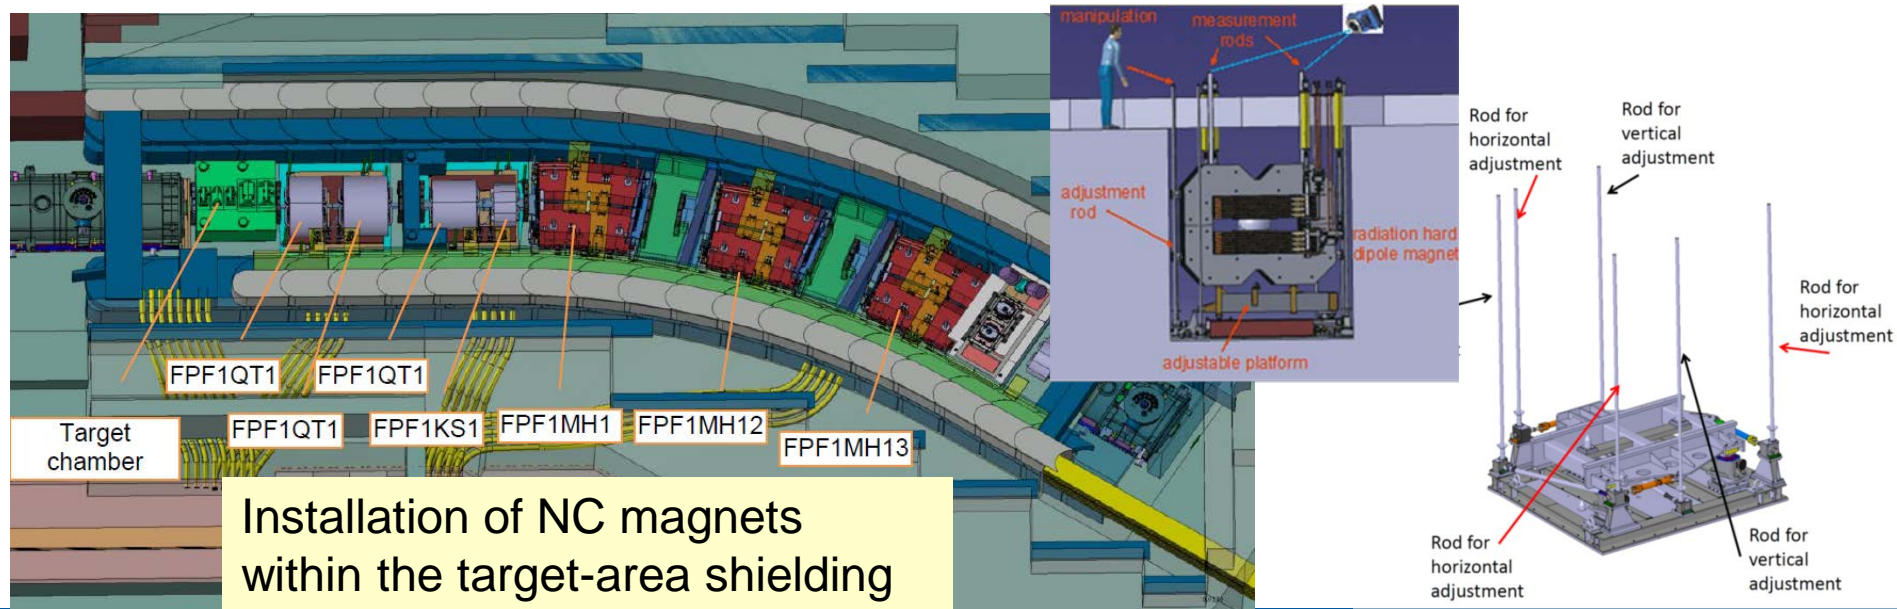 manipulation
measurement
rods
adjustment
rod
radiation hard
dipole magnet
adjustable platform
Rod for
horizontal
adjustment
Rod for
vertical
adjustment
Rod for
horizontal
adjustment
Rod for
horizontal
adjustment
Rod for
vertical
adjustment
FPF1QT1
FPF1QT1
Target
chamber
FPF1QT1
FPF1KS1
FPF1MH1
FPF1MH12
FPF1MH13
Installation of NC magnets
within the target-area shielding